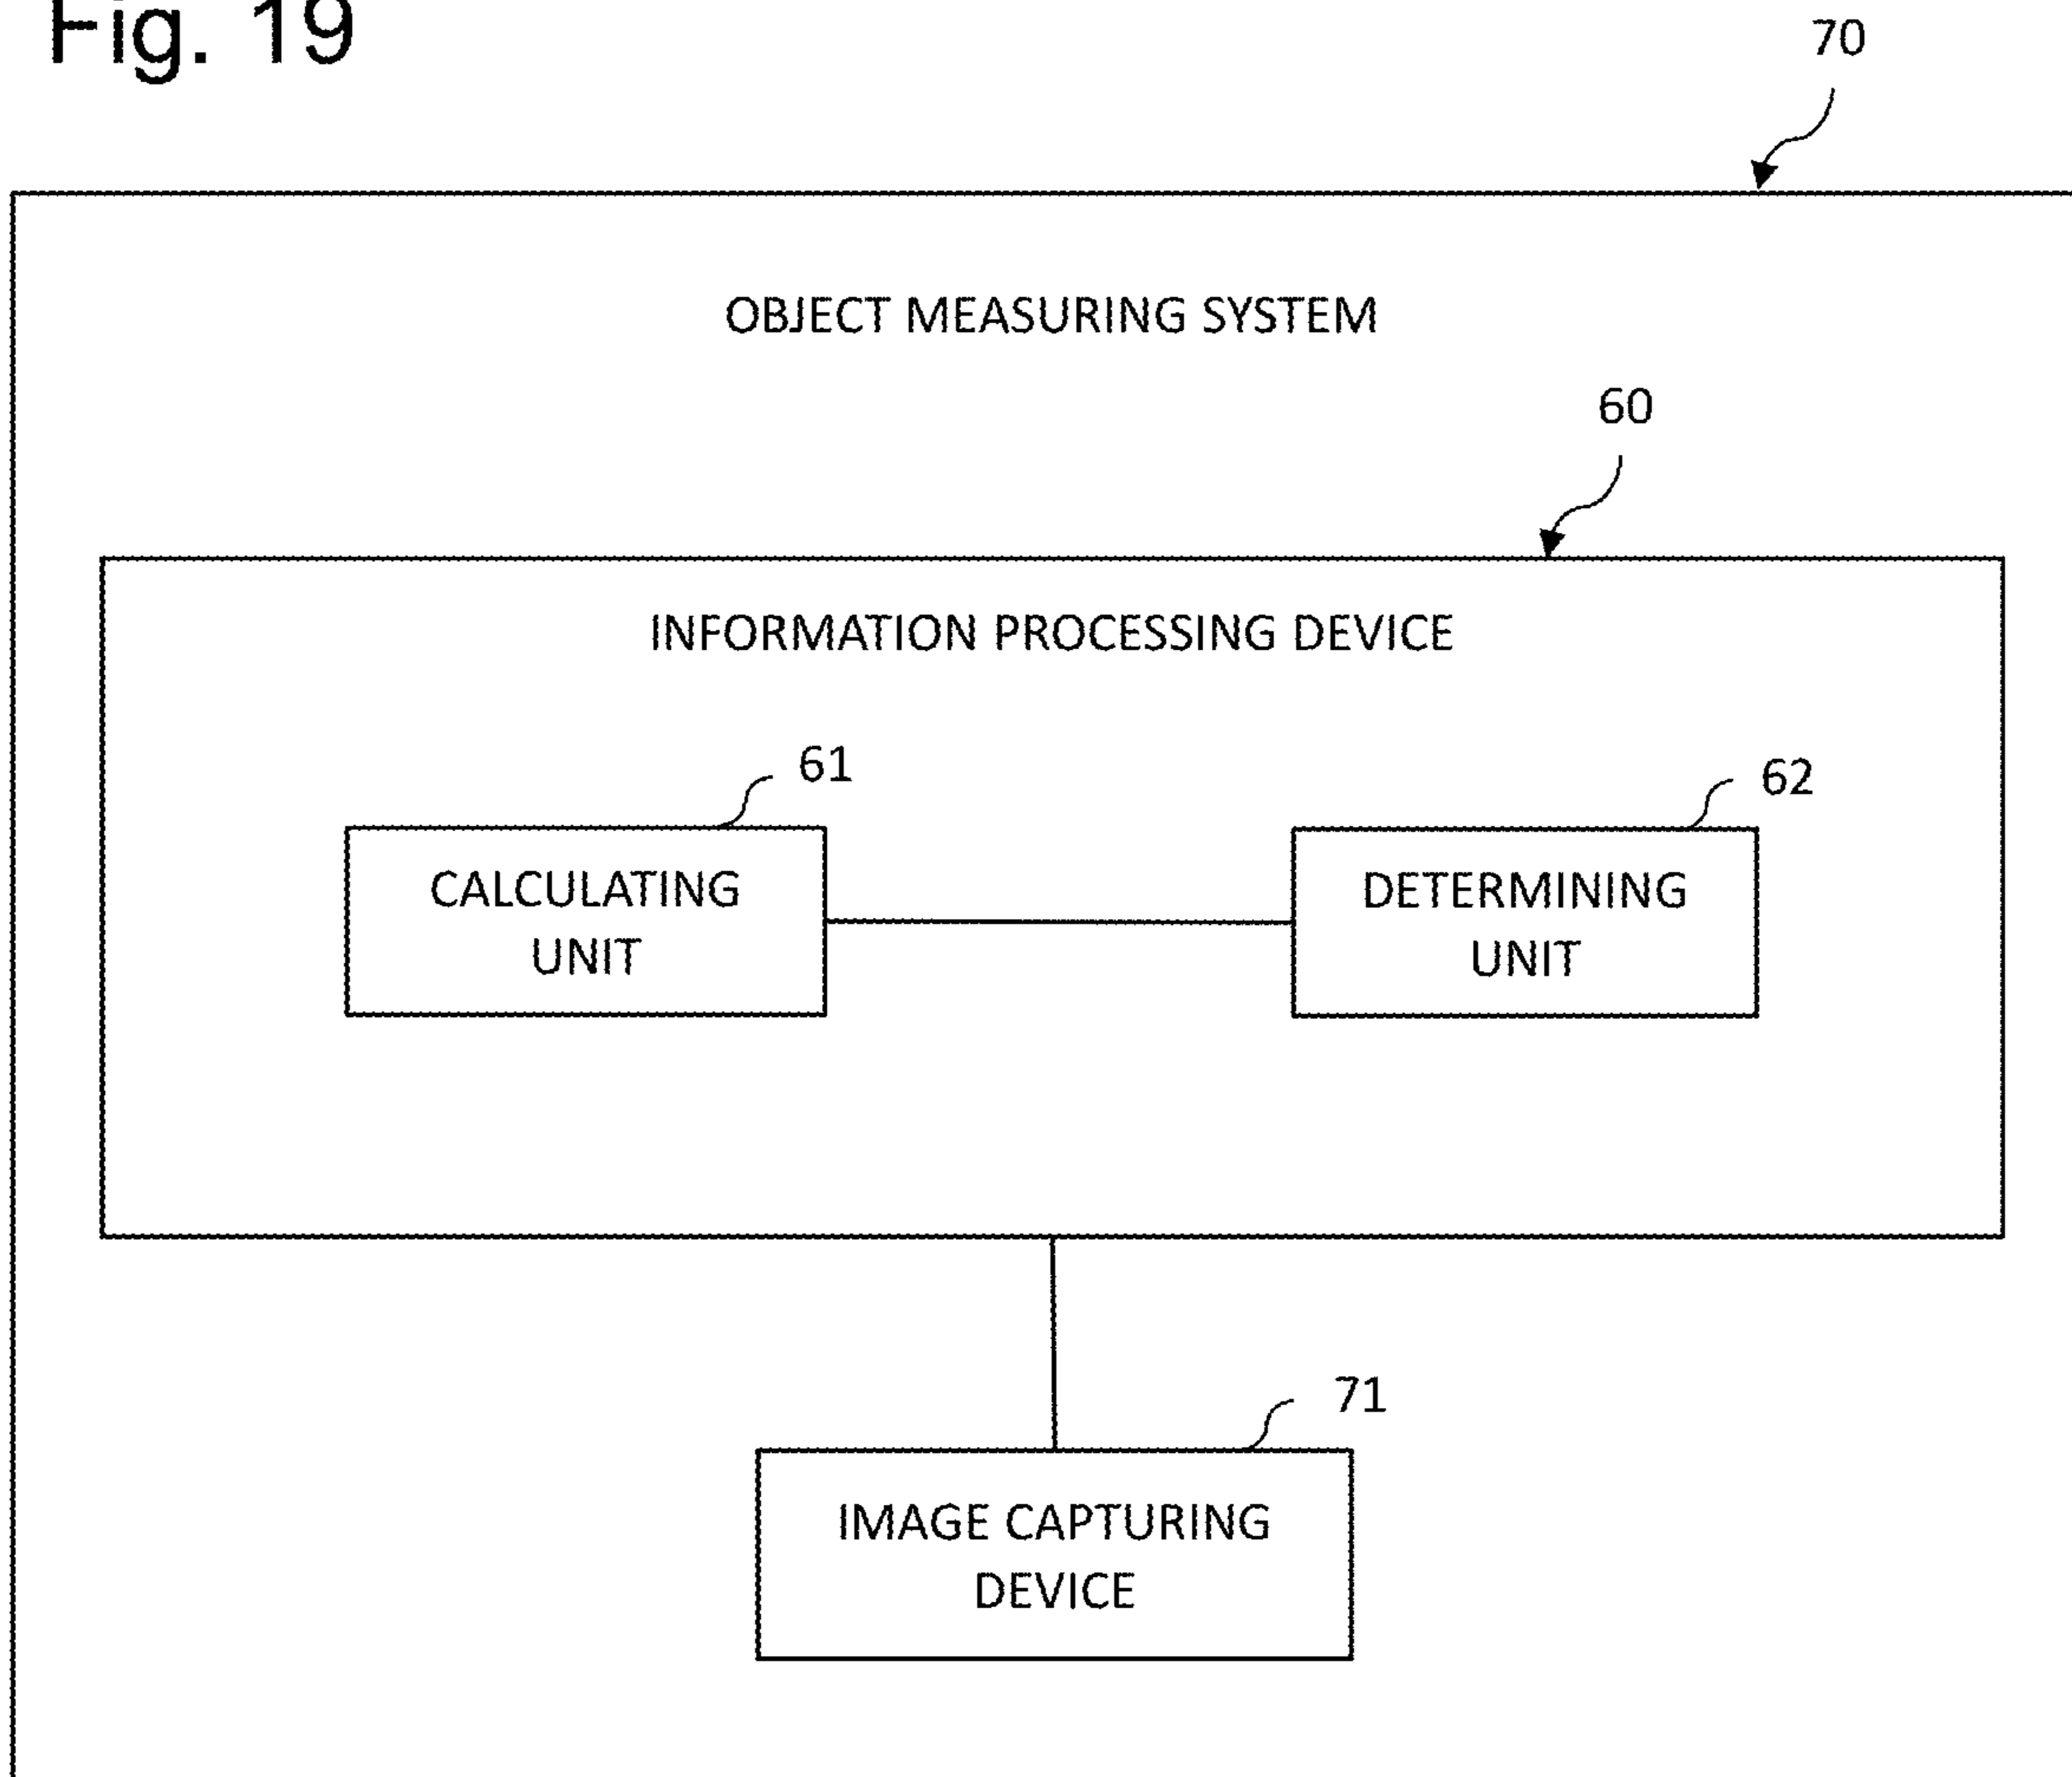 Fig. 19
70
OBJECT MEASURING SYSTEM
60
INFORMATION PROCESSING DEVICE
61
62
CALCULATING
UNIT
DETERMINING
UNIT
71
IMAGE CAPTURING
DEVICE